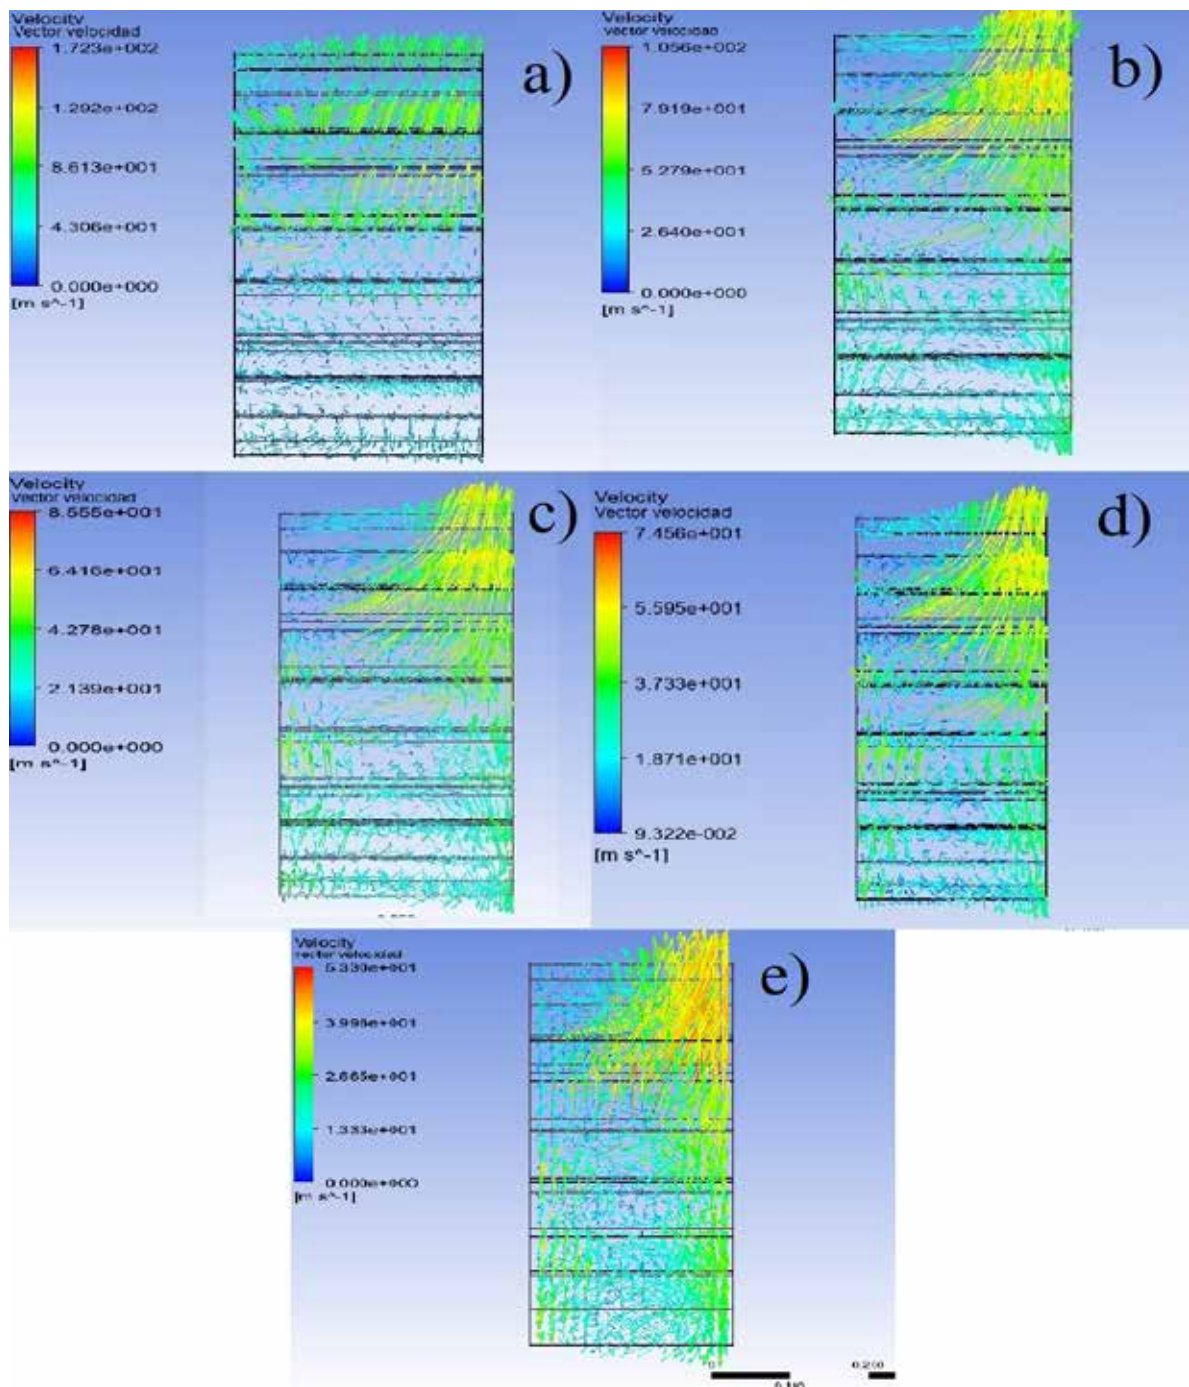 Velocity
Vector velocidad
1.723e+002
1.292e+002
8.613e+001
4.306e+001
0.000e+000
[m s^-1]
a)
Velocity
Vector velocidad
1.056e+002
7.919e+001
5.279e+001
2.640e+001
0.000e+000
[m s^-1]
b)
Velocity
Vector velocidad
8.555e+001
6.416e+001
4.278e+001
2.139e+001
0.000e+000
[m s^-1]
c)
Velocity
Vector velocidad
7.456e+001
5.595e+001
3.733e+001
1.871e+001
9.322e-002
[m s^-1]
d)
Velocity
vector velocidad
5.330e+001
3.998e+001
2.665e+001
1.333e+001
0.000e+000
[m s^-1]
e)